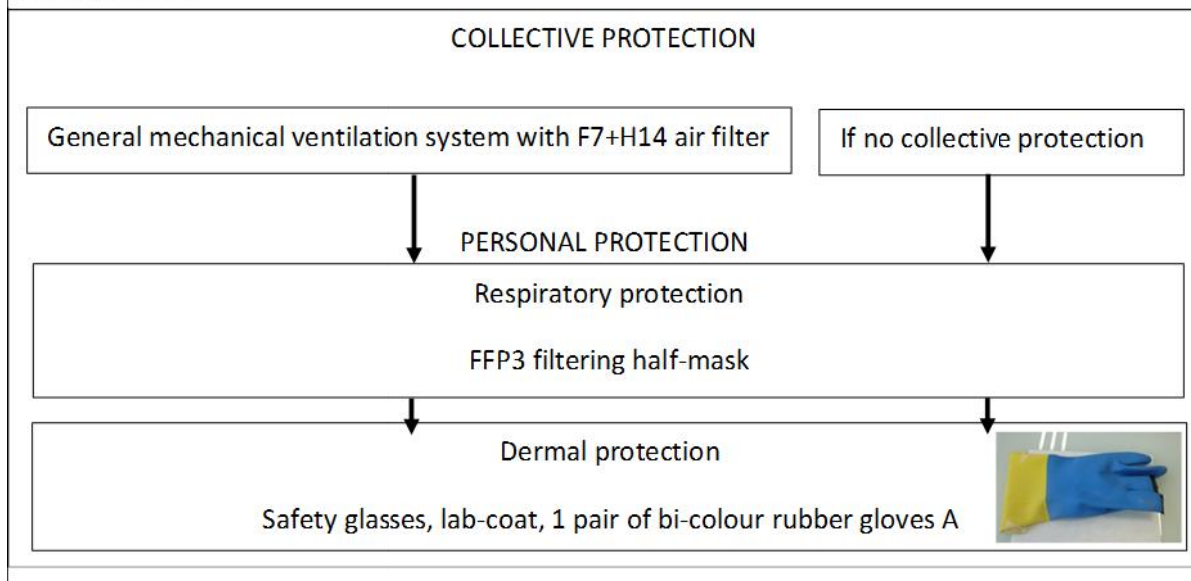 COLLECTIVE PROTECTION
General mechanical ventilation system with F7+H14 air filter
If no collective protection
PERSONAL PROTECTION
Respiratory protection
FFP3 filtering half-mask
Dermal protection
Safety glasses, lab-coat, 1 pair of bi-colour rubber gloves A